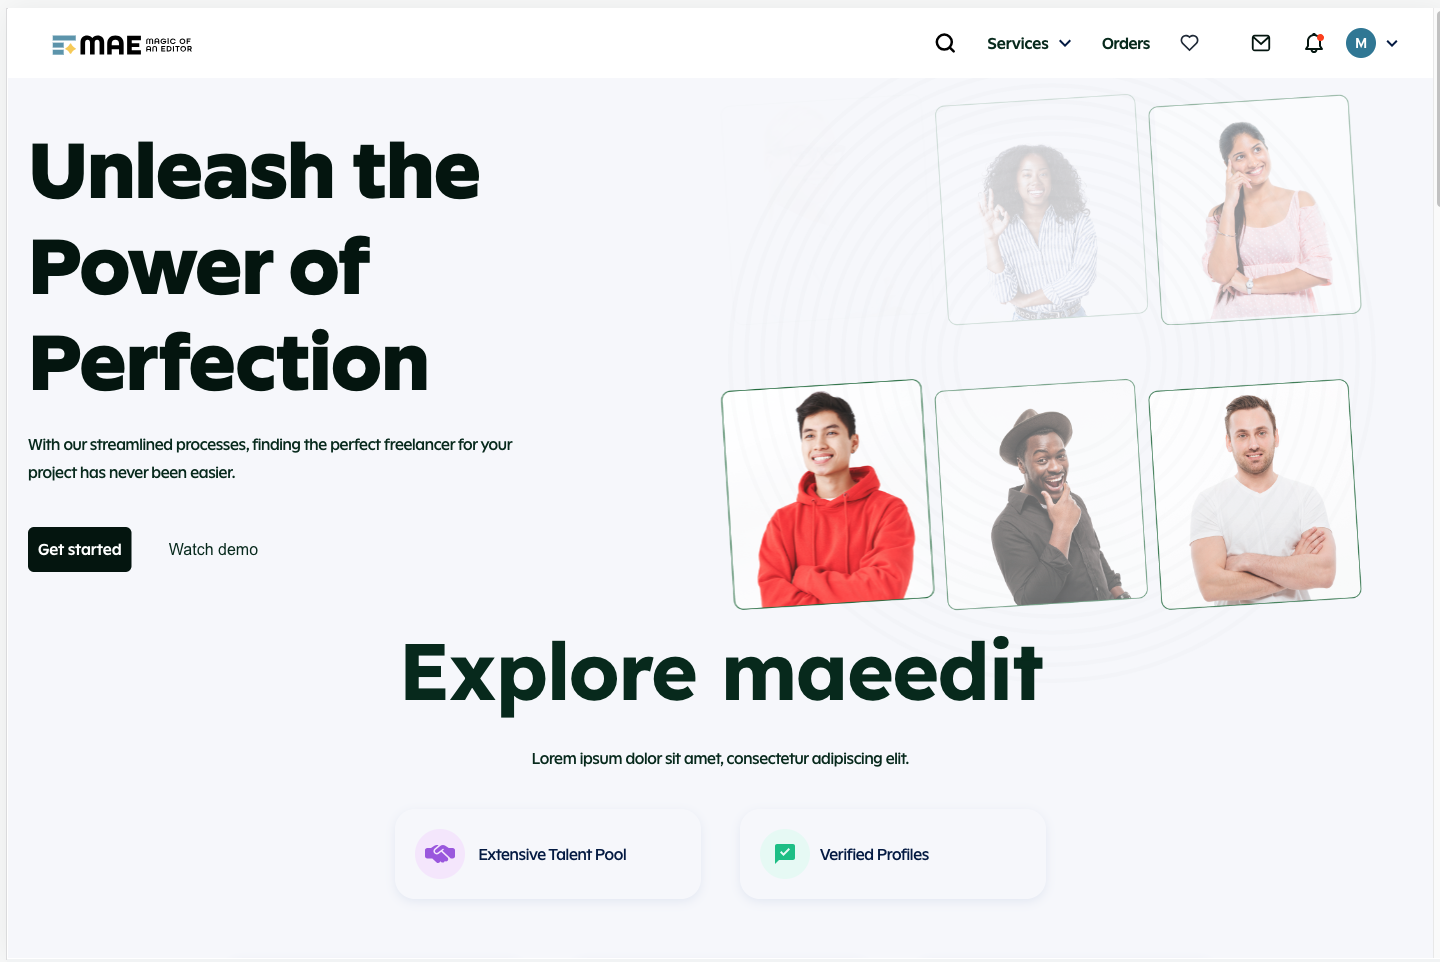 MAE MAGIC OF
AN EDITOR
Services
Orders
M
Unleash the
Power of
Perfection
With our streamlined processes, finding the perfect freelancer for your
project has never been easier.
Get started
Watch demo
Explore maeedit
Lorem ipsum dolor sit amet, consectetur adipiscing elit.
Extensive Talent Pool
Verified Profiles